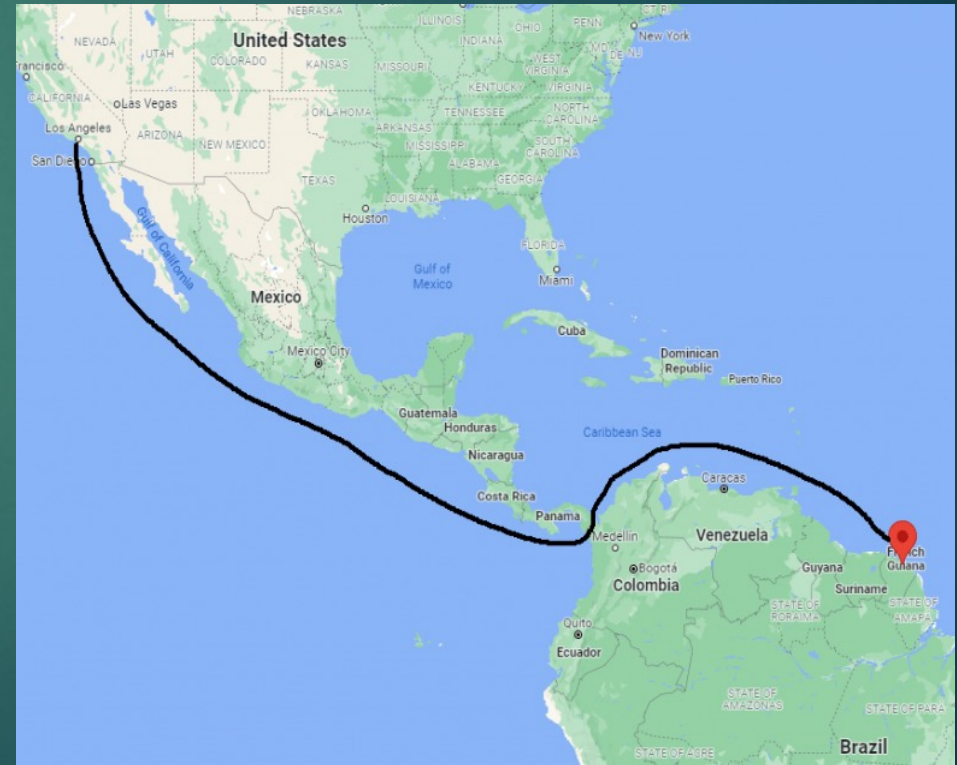 NEBRASKA
ILLINOIS
OHIO
PENN
CT R
New York
NEVADA
United States
INDIANA
MD
DE NJ
UTAH
COLORADO
KANSAS
MISSOURI
WEST
VIRGINIA
rancisco
KENTUCKY
VIRGINIA
CALIFORNIA
Las Vegas
OKLAHOMA
TENNESSEE
NORTH
CAROLINA
Los Angeles
ARIZONA
NEW MEXICO
ARKANSAS
MISSISSIPPI
SOUTH
CAROLINA
San Diego
ALABAMA
TEXAS
GEORGIA
LOUISIANA
Houston
Gulf of California
FLORIDA
Gulf of
Mexico
Miami
Mexico
Cuba
Mexico City
Dominican
Republic
Puerto Rico
Guatemala
Honduras
Caribbean Sea
Nicaragua
Caracas
Costa Rica
Panama
Medellin
Venezuela
French
Guiana
Bogotá
Guyana
Colombia
Suriname
STATE OF
RORAIMA
STATE OF
AMAPÁ
Quito
Ecuador
STATE OF
AMAZONAS
STATE OF PARA
Brazil
STATE OF ACRE